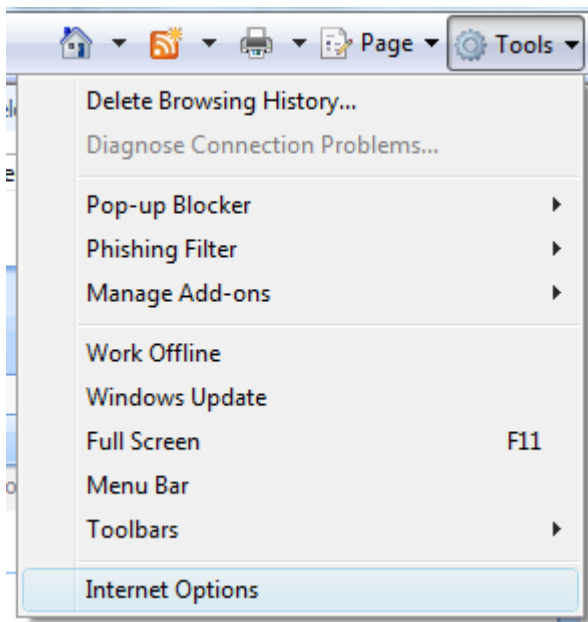 Page Tools
Delete Browsing History...
Diagnose Connection Problems...
Pop-up Blocker
Phishing Filter
Manage Add-ons
Work Offline
Windows Update
Full Screen F11
Menu Bar
Toolbars
Internet Options